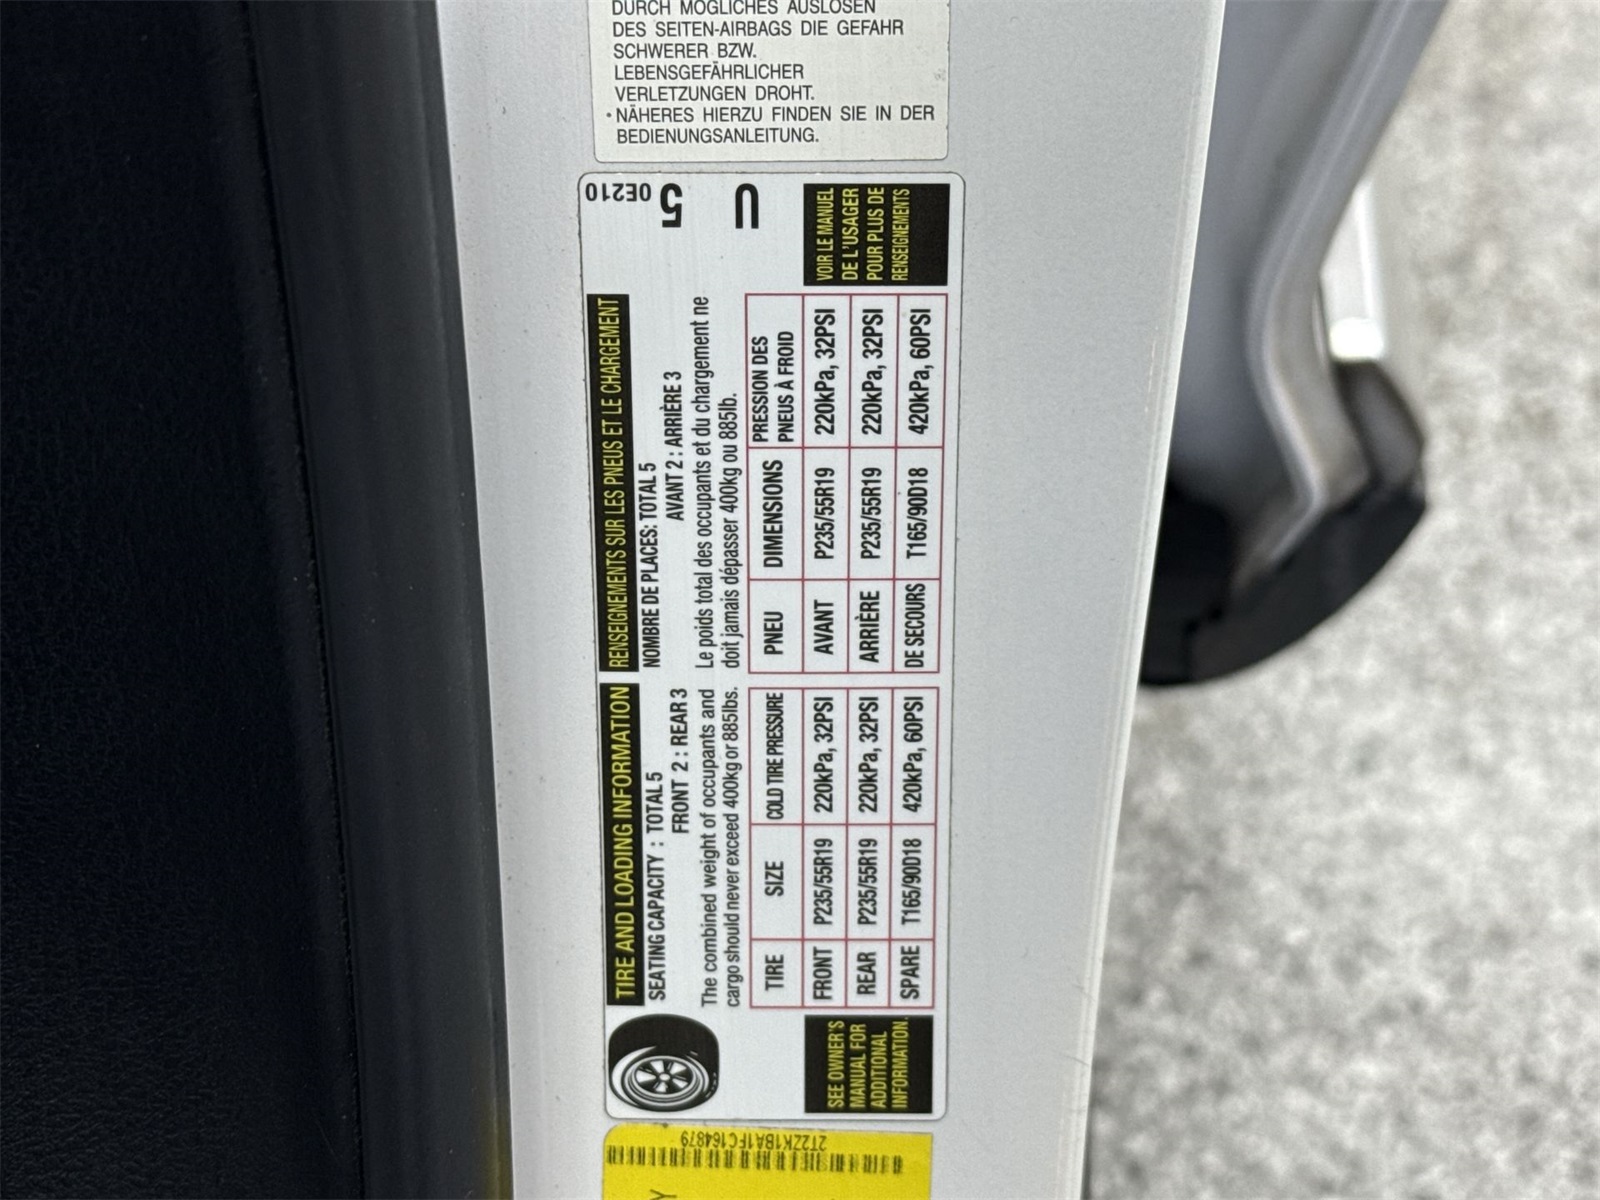 DURCH MÖGLICHES AUSLÖSEN
DES SEITEN-AIRBAGS DIE GEFAHR
SCHWERER BZW.
LEBENSGEFÄHRLICHER
VERLETZUNGEN DROHT.
• NÄHERES HIERZU FINDEN SIE IN DER
BEDIENUNGSANLEITUNG.
TIRE AND LOADING INFORMATION
SEATING CAPACITY : TOTAL 5
FRONT 2 : REAR 3
The combined weight of occupants and
cargo should never exceed 400kg or 885lbs.
TIRE SIZE COLD TIRE PRESSURE
FRONT P235/55R19 220kPa, 32PSI
REAR P235/55R19 220kPa, 32PSI
SPARE T165/90D18 420kPa, 60PSI
SEE OWNER'S
MANUAL FOR
ADDITIONAL
INFORMATION.
RENSEIGNEMENTS SUR LES PNEUS ET LE CHARGEMENT
NOMBRE DE PLACES: TOTAL 5
AVANT 2 : ARRIÈRE 3
Le poids total des occupants et du chargement ne
doit jamais dépasser 400kg ou 885lb.
PNEU DIMENSIONS PRESSION DES
PNEUS À FROID
AVANT P235/55R19 220kPa, 32PSI
ARRIÈRE P235/55R19 220kPa, 32PSI
DE SECOURS T165/90D18 420kPa, 60PSI
VOIR LE MANUEL
DE L'USAGER
POUR PLUS DE
RENSEIGNEMENTS
0E210
5
U
2T2ZK1BA1FC164879
Y